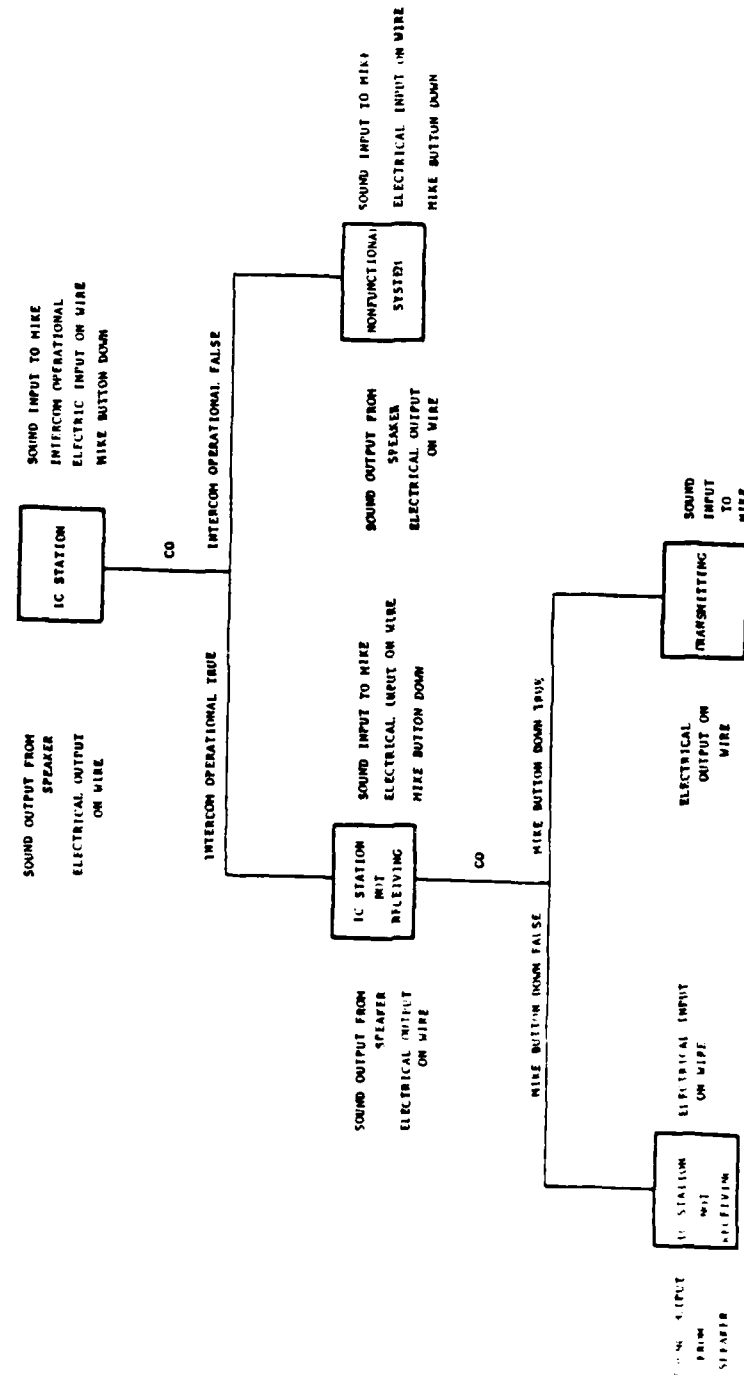 SOUND OUTPUT FROM
SPEAKER
ELECTRICAL OUTPUT
ON WIRE
IC STATION
SOUND INPUT TO MIKE
INTERCOM OPERATIONAL
ELECTRIC INPUT ON WIRE
MIKE BUTTON DOWN
CO
INTERCOM OPERATIONAL TRUE
INTERCOM OPERATIONAL FALSE
SOUND OUTPUT FROM
SPEAKER
ELECTRICAL OUTPUT
ON WIRE
IC STATION
NOT
RECEIVING
SOUND INPUT TO MIKE
ELECTRICAL INPUT ON WIRE
MIKE BUTTON DOWN
SOUND OUTPUT FROM
SPEAKER
ELECTRICAL OUTPUT
ON WIRE
NONFUNCTIONAL
SYSTEM
SOUND INPUT TO MIKE
ELECTRICAL INPUT ON WIRE
MIKE BUTTON DOWN
CO
MIKE BUTTON DOWN FALSE
MIKE BUTTON DOWN TRUE
FROM
SPEAKER
IC STATION
NOT
RECEIVING
ELECTRICAL INPUT
ON WIRE
ELECTRICAL
OUTPUT ON
WIRE
TRANSMITTING
SOUND
INPUT
TO
MIKE